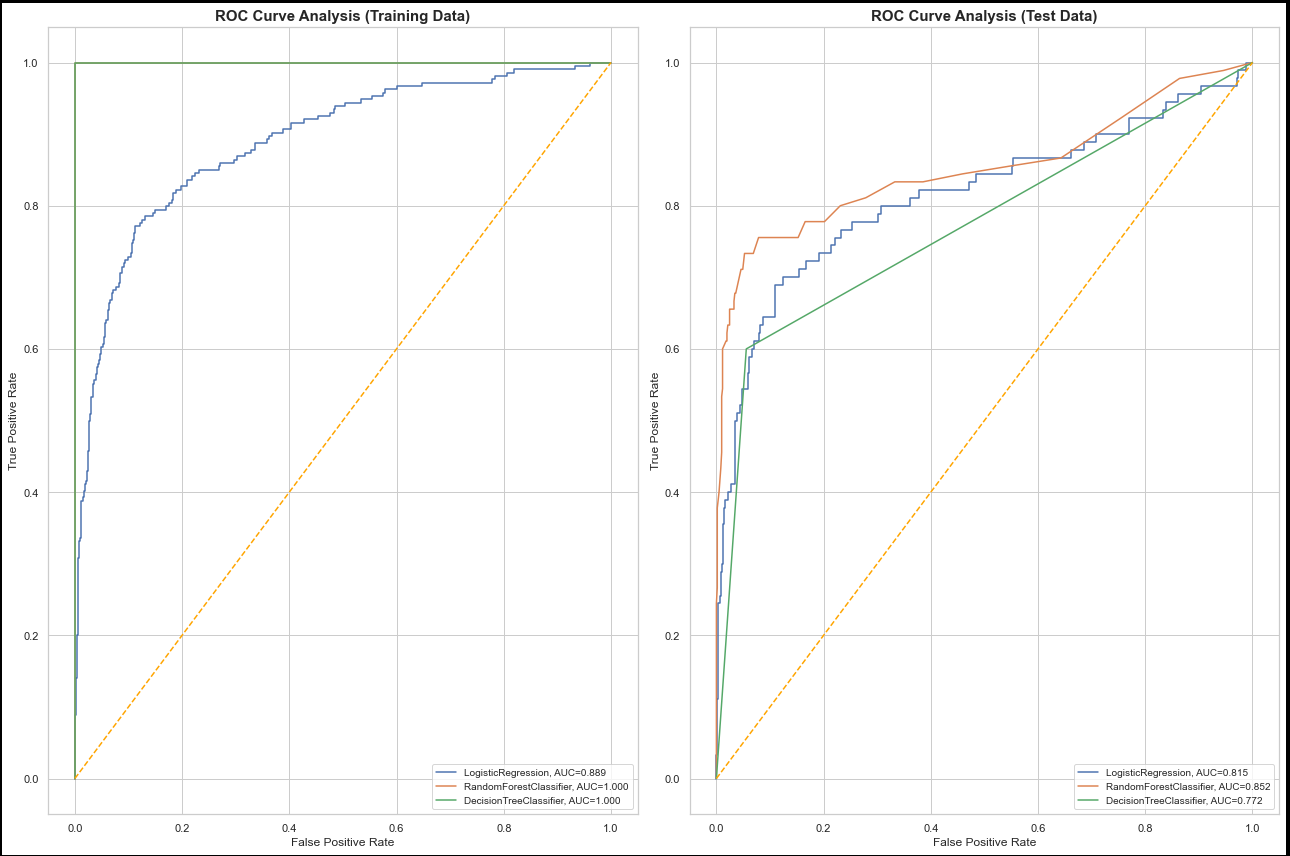 ROC Curve Analysis (Training Data)
1.0
0.8
0.6
0.4
0.2
0.0
True Positive Rate
0.0 0.2 0.4 0.6 0.8 1.0
False Positive Rate
LogisticRegression, AUC=0.889
RandomForestClassifier, AUC=1.000
DecisionTreeClassifier, AUC=1.000
ROC Curve Analysis (Test Data)
1.0
0.8
0.6
0.4
0.2
0.0
True Positive Rate
0.0 0.2 0.4 0.6 0.8 1.0
False Positive Rate
LogisticRegression, AUC=0.815
RandomForestClassifier, AUC=0.852
DecisionTreeClassifier, AUC=0.772